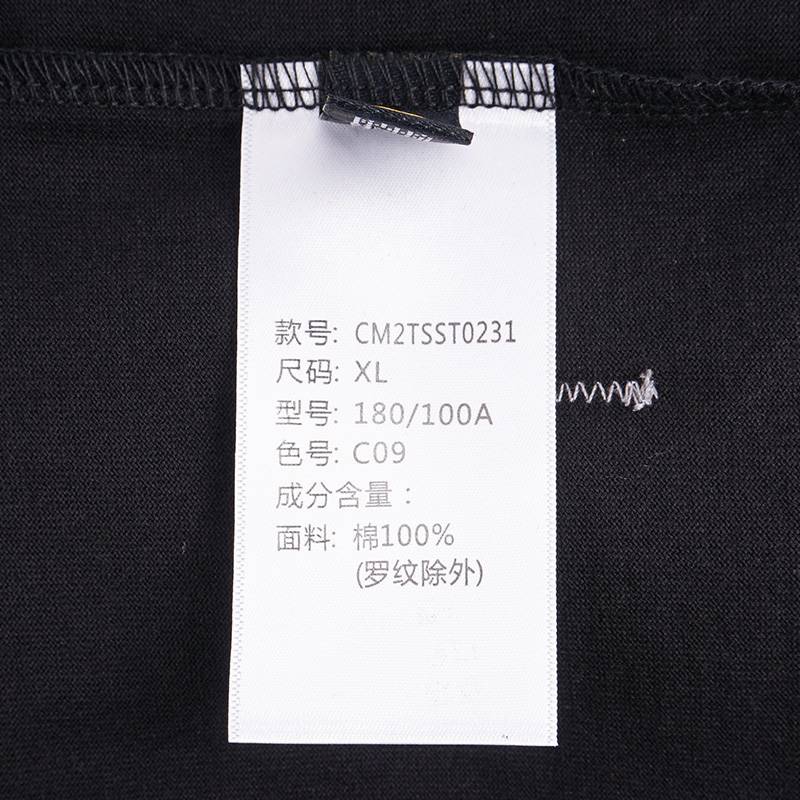 款号: CM2TSST0231
尺码: XL
型号: 180/100A
色号: C09
成分含量：
面料: 棉100%
(罗纹除外)